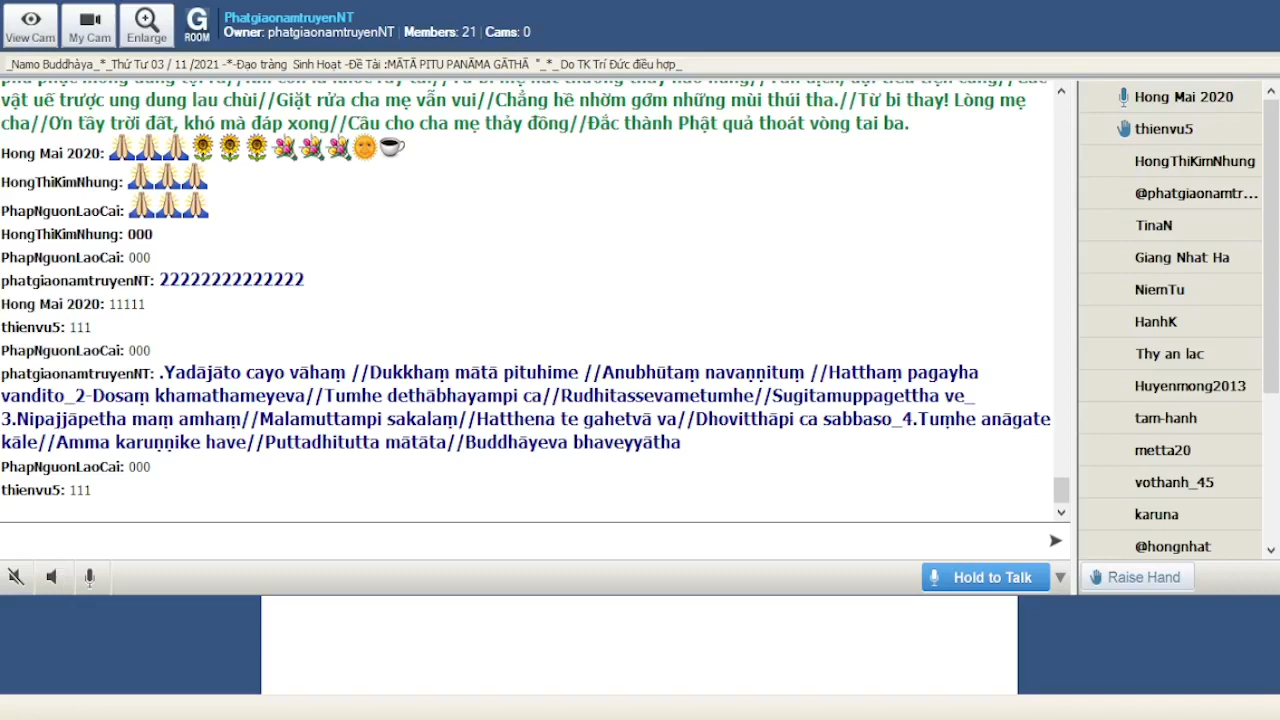 View Cam
My Cam
Enlarge
G
ROOM
PhatgiaonamtruyenNT
Owner: phatgiaonamtruyenNT | Members: 21 | Cams: 0
_Namo Buddhàya_*_Thứ Tư 03 / 11 /2021 -*-Đạo tràng Sinh Hoạt -Đề Tài :MĀTĀ PITU PANĀMA GĀTHĀ "_*_ Do TK Trí Đức điều hợp_
vật uế trược ung dung lau chùi//Giặt rửa cha mẹ vẫn vui//Chẳng hề nhờm gớm những mùi thúi tha.//Từ bi thay! Lòng mẹ
cha//Ơn tầy trời đất, khó mà đáp xong//Cầu cho cha mẹ thảy đồng//Đắc thành Phật quả thoát vòng tai ba.
Hong Mai 2020:
HongThiKimNhung:
PhapNguonLaoCai:
HongThiKimNhung: 000
PhapNguonLaoCai: 000
phatgiaonamtruyenNT: 22222222222222
Hong Mai 2020: 11111
thienvu5: 111
PhapNguonLaoCai: 000
phatgiaonamtruyenNT: .Yadājāto cayo vāhaṃ //Dukkhaṃ mātā pituhime //Anubhūtaṃ navaṇṇituṃ //Hatthaṃ pagayha
vandito_2-Dosaṃ khamathameyeva//Tumhe dethābhayampi ca//Rudhitassevametumhe//Sugitamuppagettha ve_
3.Nipajjāpetha maṃ amhaṃ//Malamuttampi sakalaṃ//Hatthena te gahetvā va//Dhovitthāpi ca sabbaso_4.Tuṃhe anāgate
kāle//Amma karuṇṇike have//Puttadhitutta mātāta//Buddhāyeva bhaveyyātha
PhapNguonLaoCai: 000
thienvu5: 111
Hold to Talk
Hong Mai 2020
thienvu5
HongThiKimNhung
@phatgiaonamtr...
TinaN
Giang Nhat Ha
NiemTu
HanhK
Thy an lac
Huyenmong2013
tam-hanh
metta20
vothanh_45
karuna
@hongnhat
Raise Hand